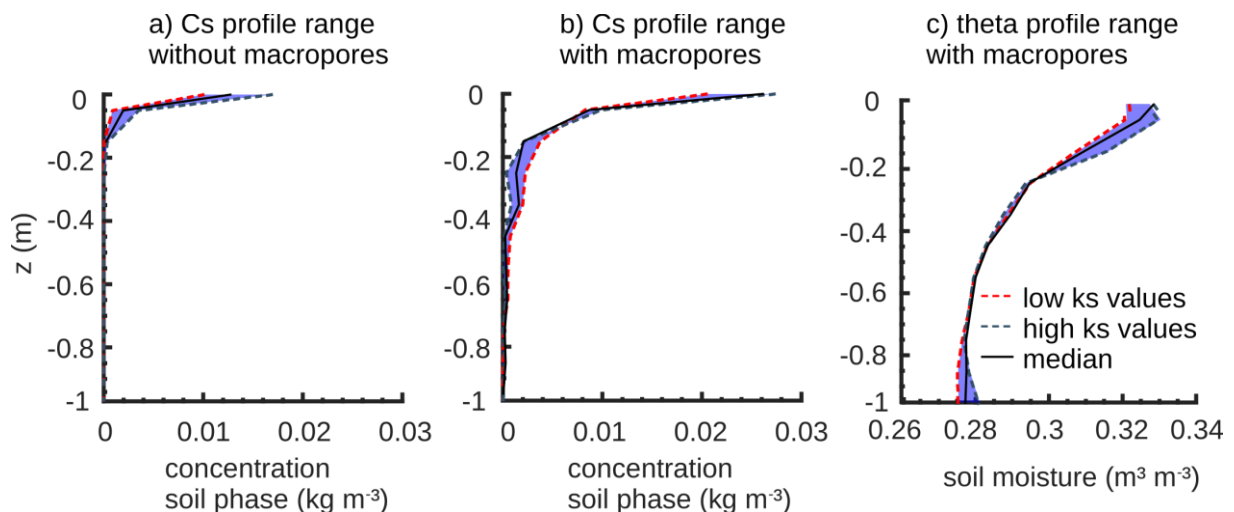 a) Cs profile range
without macropores
b) Cs profile range
with macropores
c) theta profile range
with macropores
z (m)
0
-0.2
-0.4
-0.6
-0.8
-1
0
0.01
0.02
0.03
concentration
soil phase (kg m⁻³)
0
-0.2
-0.4
-0.6
-0.8
-1
0
0.01
0.02
0.03
concentration
soil phase (kg m⁻³)
0
-0.2
-0.4
-0.6
-0.8
-1
low ks values
high ks values
median
0.26
0.28
0.3
0.32
0.34
soil moisture (m³ m⁻³)